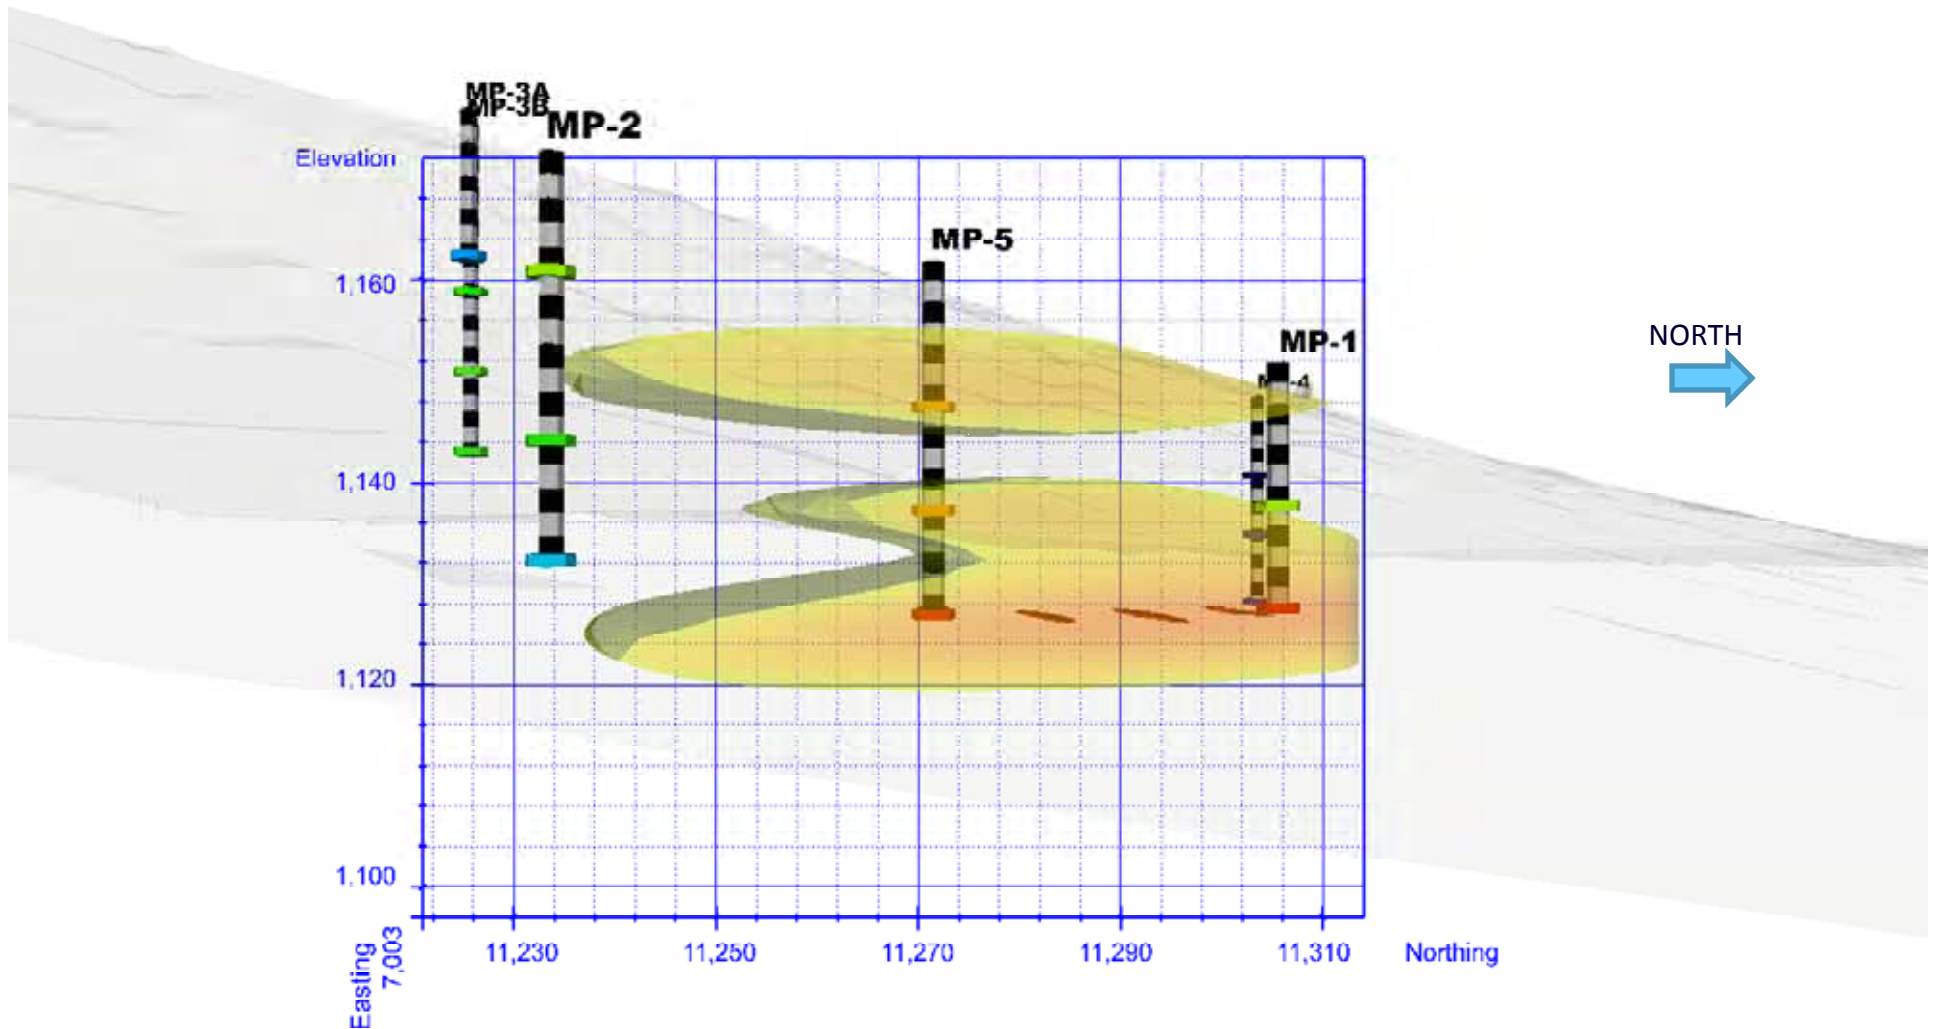 MP-3A
MP-3B
MP-2
Elevation
MP-5
1,160
NORTH
MP-1
1,140
1,120
1,100
Easting
7,003
11,230
11,250
11,270
11,290
11,310
Northing